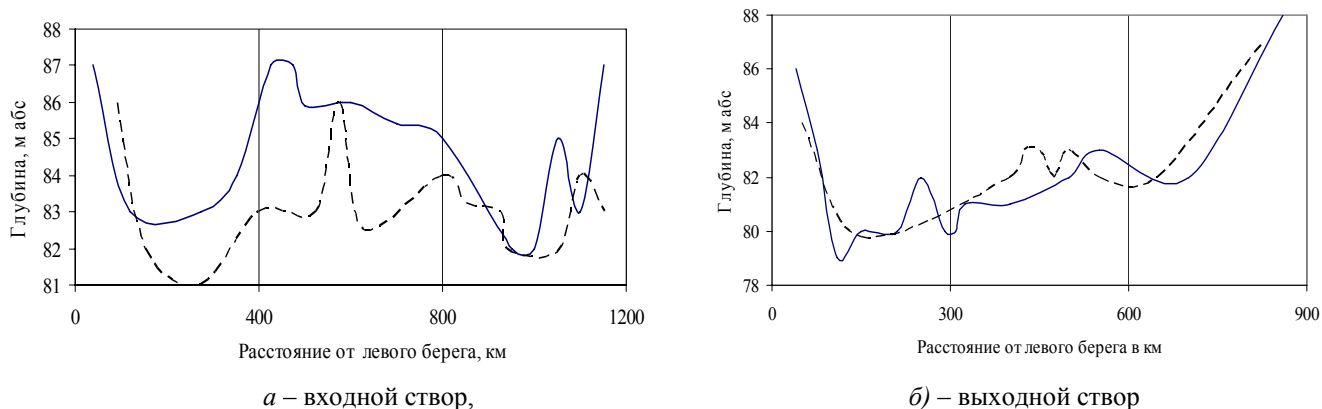 Глубина, м абс
88
87
86
85
84
83
82
81
0 400 800 1200
Расстояние от левого берега, км
а – входной створ,
Глубина, м абс
88
86
84
82
80
78
0 300 600 900
Расстояние от левого берега в км
б) – выходной створ